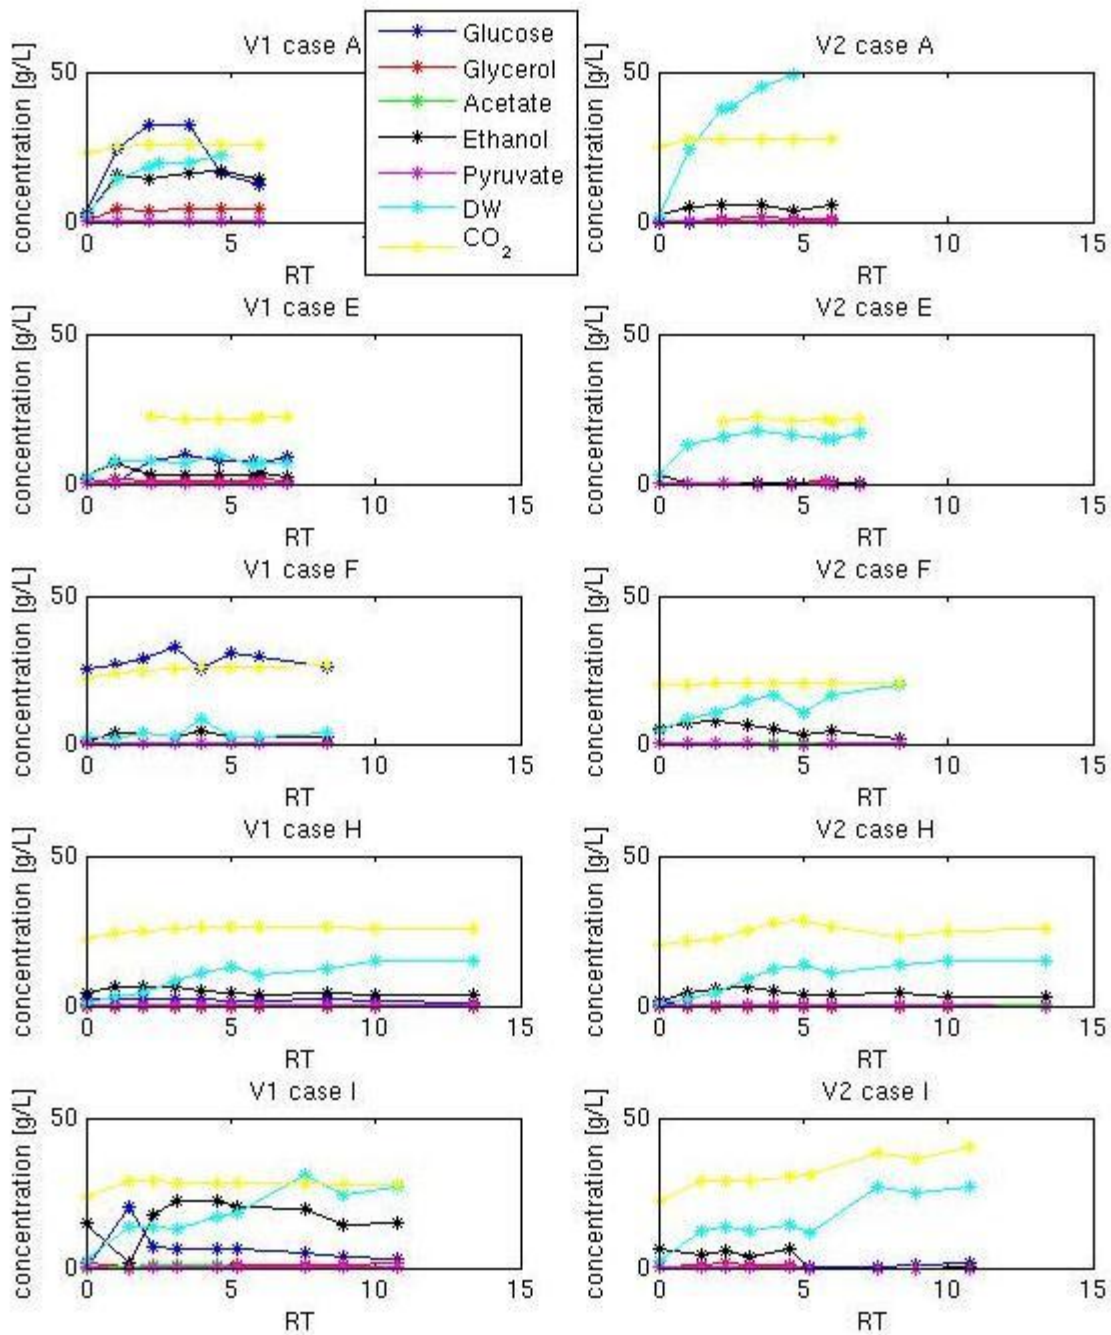 V1 case A
V2 case A
Glucose
Glycerol
Acetate
Ethanol
Pyruvate
DW
CO2
concentration [g/L]
50
0
0 5
RT
concentration [g/L]
50
0
0 5 10 15
RT
V1 case E
concentration [g/L]
50
0
0 5 10 15
RT
V2 case E
concentration [g/L]
50
0
0 5 10 15
RT
V1 case F
concentration [g/L]
50
0
0 5 10 15
RT
V2 case F
concentration [g/L]
50
0
0 5 10 15
RT
V1 case H
concentration [g/L]
50
0
0 5 10 15
RT
V2 case H
concentration [g/L]
50
0
0 5 10 15
RT
V1 case I
concentration [g/L]
50
0
0 5 10 15
RT
V2 case I
concentration [g/L]
50
0
0 5 10 15
RT